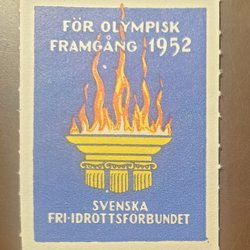 FÖR OLYMPISK
FRAMGÅNG 1952
SVENSKA
FRI-IDROTTSFÖRBUNDET